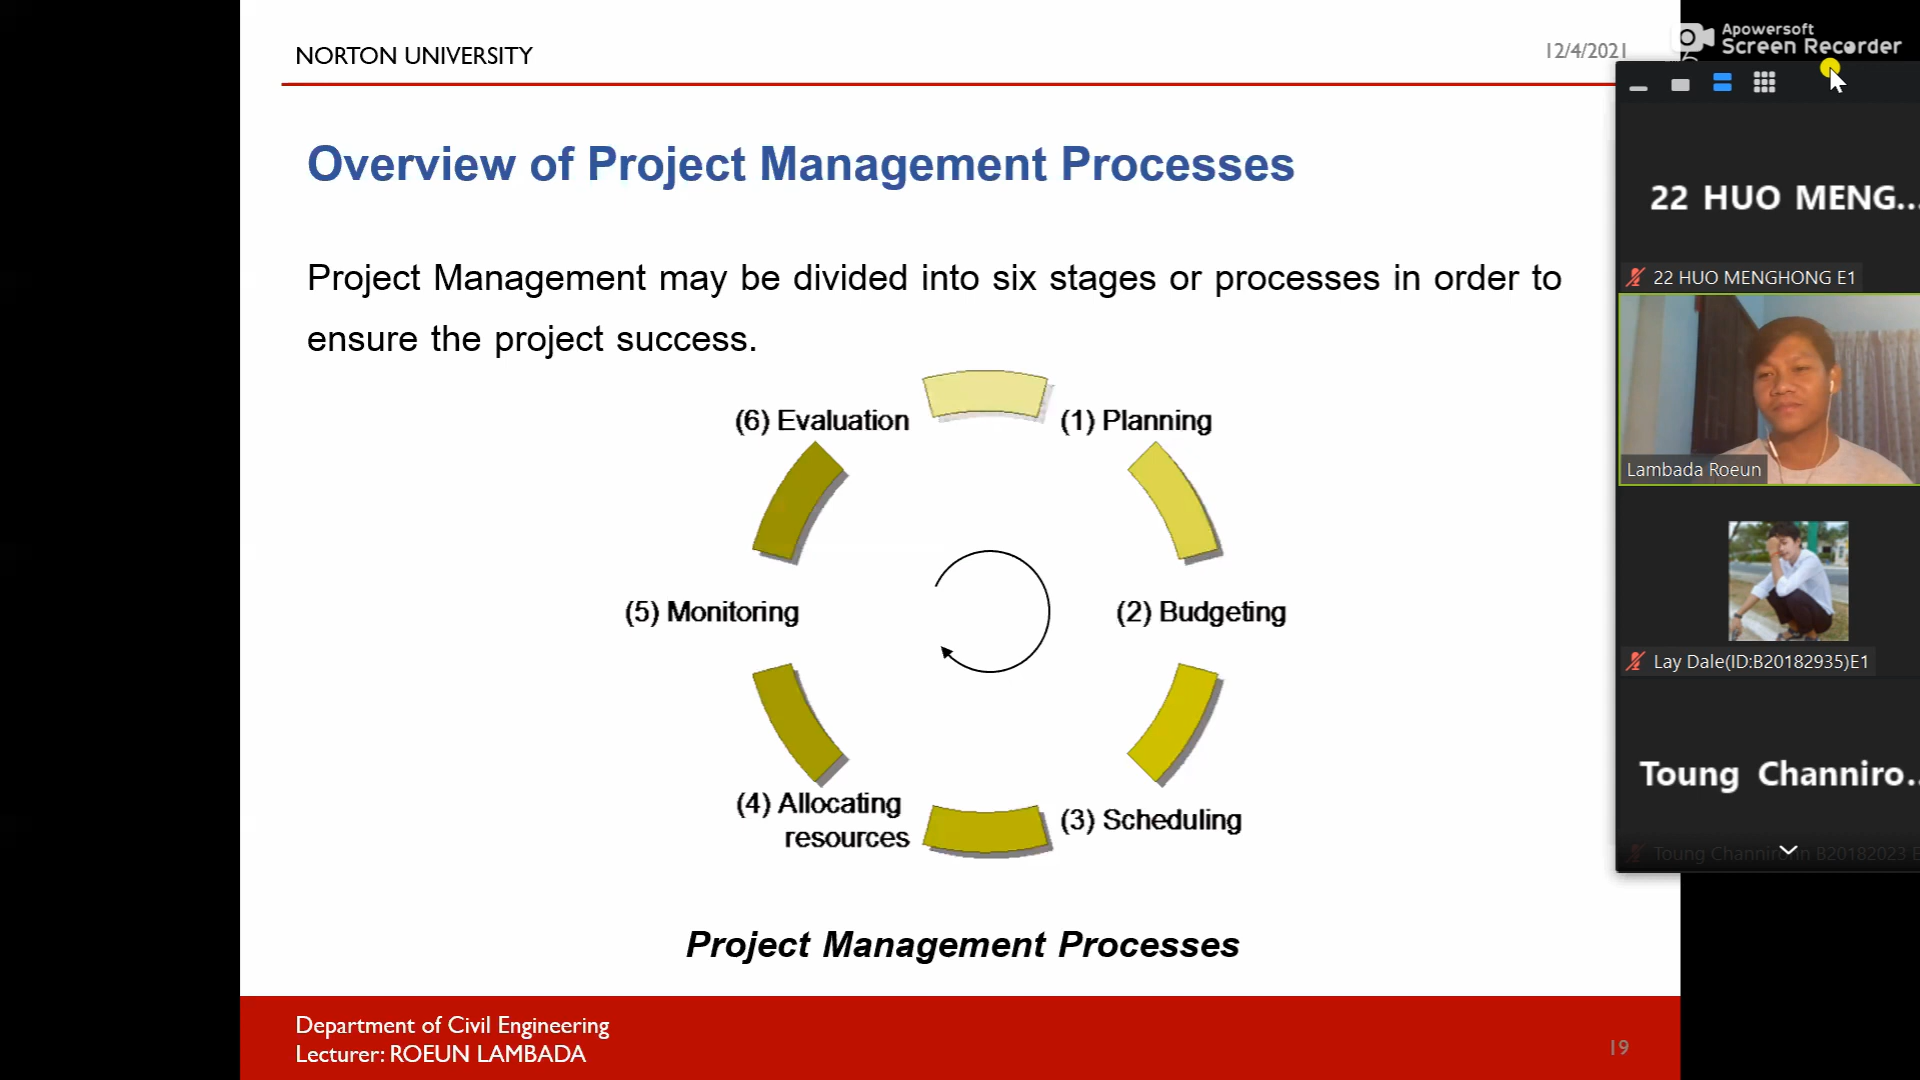 NORTON UNIVERSITY
12/4/2021
Apowersoft
Screen Recorder
Overview of Project Management Processes
Project Management may be divided into six stages or processes in order to
ensure the project success.
(6) Evaluation
(1) Planning
(5) Monitoring
(2) Budgeting
(4) Allocating
resources
(3) Scheduling
Project Management Processes
Department of Civil Engineering
Lecturer: ROEUN LAMBADA
19
22 HUO MENG...
22 HUO MENGHONG E1
Lambada Roeun
Lay Dale(ID:B20182935)E1
Toung Channiro...
Toung B20182023